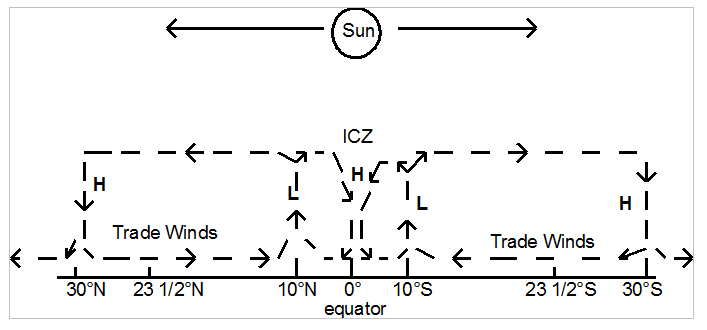 Sun
ICZ
H
H
L
L
H
Trade Winds
Trade Winds
30°N
23 1/2°N
10°N
0°
10°S
23 1/2°S
30°S
equator